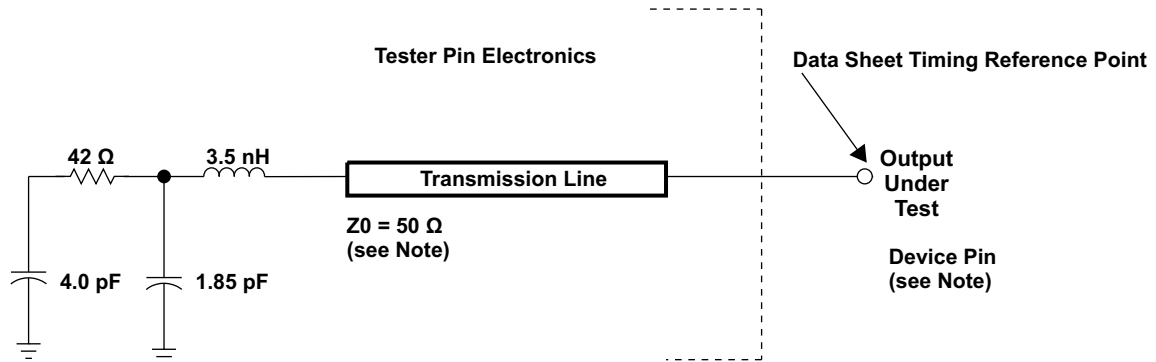 Tester Pin Electronics
Data Sheet Timing Reference Point
42 Ω
3.5 nH
Transmission Line
Output
Under
Test
Z0 = 50 Ω
(see Note)
Device Pin
(see Note)
4.0 pF
1.85 pF